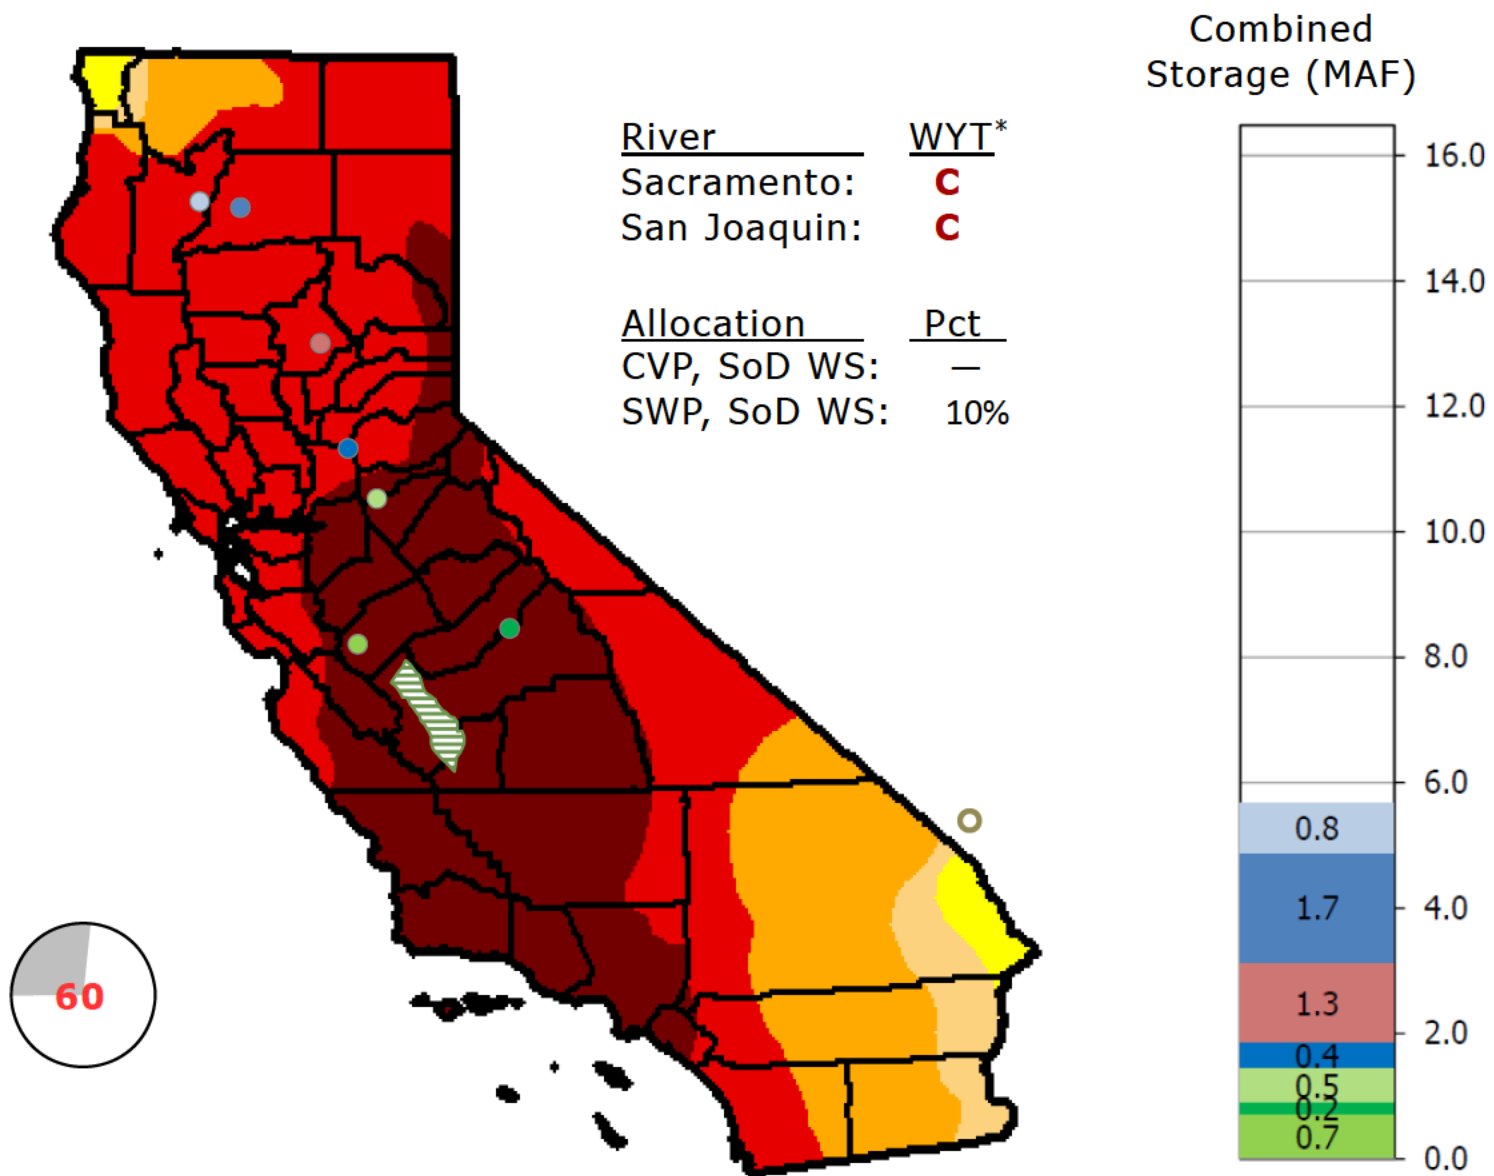 Combined
Storage (MAF)
River WYT*
Sacramento: C
San Joaquin: C
Allocation Pct
CVP, SoD WS: —
SWP, SoD WS: 10%
16.0
14.0
12.0
10.0
8.0
6.0
0.8
1.7
4.0
1.3
2.0
0.4
0.5
0.2
0.7
0.0
60